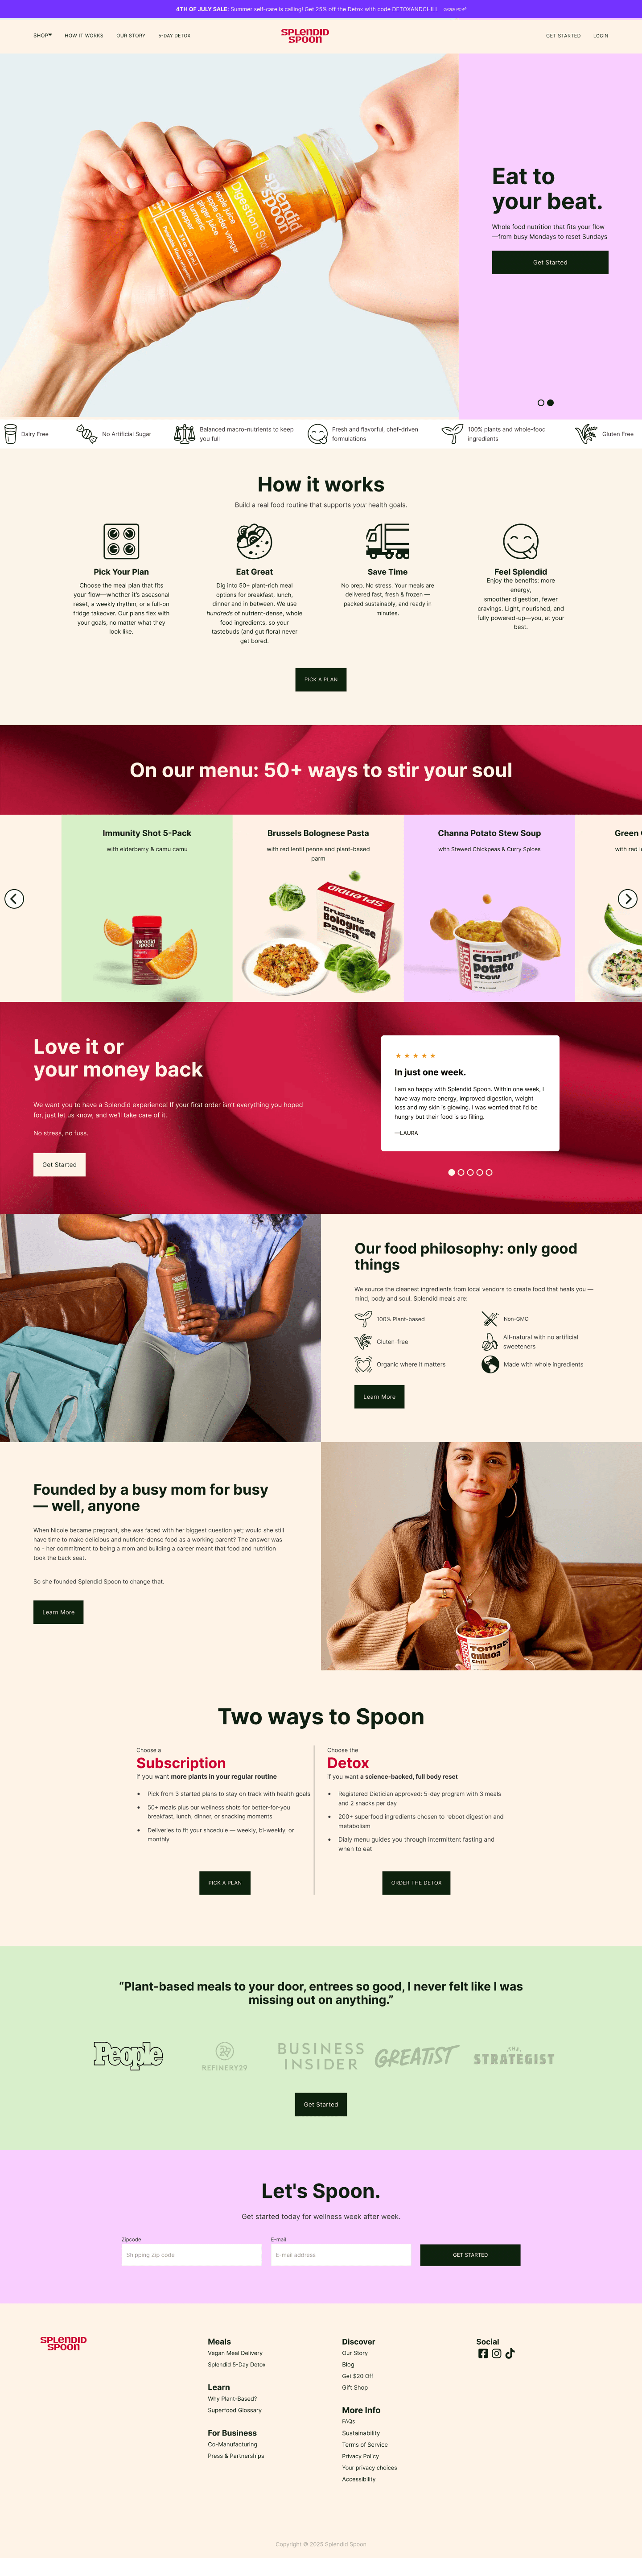 4TH OF JULY SALE: Summer self-care is calling! Get 25% off the Detox with code DETOXANDCHILL ORDER NOW
SHOP
HOW IT WORKS
OUR STORY
5-DAY DETOX
SPLENDID
SPOON
GET STARTED
LOGIN
splendid
spoon
Digestion Shot
apple juice
apple cider vinegar
ginger juice
turmeric
Eat to
your beat.
Whole food nutrition that fits your flow
—from busy Mondays to reset Sundays
Get Started
Dairy Free
No Artificial Sugar
Balanced macro-nutrients to keep
you full
Fresh and flavorful, chef-driven
formulations
100% plants and whole-food
ingredients
Gluten Free
How it works
Build a real food routine that supports your health goals.
Pick Your Plan
Choose the meal plan that fits
your flow—whether it's aseasonal
reset, a weekly rhythm, or a full-on
fridge takeover. Our plans flex with
your goals, no matter what they
look like.
Eat Great
Dig into 50+ plant-rich meal
options for breakfast, lunch,
dinner and in between. We use
hundreds of nutrient-dense, whole
food ingredients, so your
tastebuds (and gut flora) never
get bored.
Save Time
No prep. No stress. Your meals are
delivered fast, fresh & frozen —
packed sustainably, and ready in
minutes.
Feel Splendid
Enjoy the benefits: more
energy,
smoother digestion, fewer
cravings. Light, nourished, and
fully powered-up—you, at your
best.
PICK A PLAN
On our menu: 50+ ways to stir your soul
Immunity Shot 5-Pack
with elderberry & camu camu
splendid
spoon
Brussels Bolognese Pasta
with red lentil penne and plant-based
parm
SPLENDID
Brussels
Bolognese
Pasta
Channa Potato Stew Soup
with Stewed Chickpeas & Curry Spices
Plant-Based
Channa
Potato
Stew
Green
with red
Love it or
your money back
We want you to have a Splendid experience! If your first order isn't everything you hoped
for, just let us know, and we'll take care of it.
No stress, no fuss.
Get Started
In just one week.
I am so happy with Splendid Spoon. Within one week, I
have way more energy, improved digestion, weight
loss and my skin is glowing. I was worried that I'd be
hungry but their food is so filling.
—LAURA
Our food philosophy: only good
things
We source the cleanest ingredients from local vendors to create food that heals you —
mind, body and soul. Splendid meals are:
100% Plant-based
Non-GMO
Gluten-free
All-natural with no artificial
sweeteners
Organic where it matters
Made with whole ingredients
Learn More
Founded by a busy mom for busy
— well, anyone
When Nicole became pregnant, she was faced with her biggest question yet; would she still
have time to make delicious and nutrient-dense food as a working parent? The answer was
no - her commitment to being a mom and building a career meant that food and nutrition
took the back seat.
So she founded Splendid Spoon to change that.
Learn More
Tomato
Quinoa
Chili
Two ways to Spoon
Choose a
Subscription
if you want more plants in your regular routine
Pick from 3 started plans to stay on track with health goals
50+ meals plus our wellness shots for better-for-you
breakfast, lunch, dinner, or snacking moments
Deliveries to fit your shcedule — weekly, bi-weekly, or
monthly
PICK A PLAN
Choose the
Detox
if you want a science-backed, full body reset
Registered Dietician approved: 5-day program with 3 meals
and 2 snacks per day
200+ superfood ingredients chosen to reboot digestion and
metabolism
Dialy menu guides you through intermittent fasting and
when to eat
ORDER THE DETOX
“Plant-based meals to your door, entrees so good, I never felt like I was
missing out on anything.”
People
REFINERY29
BUSINESS
INSIDER
GREATIST
THE
STRATEGIST
Get Started
Let's Spoon.
Get started today for wellness week after week.
Zipcode
Shipping Zip code
E-mail
E-mail address
GET STARTED
SPLENDID
SPOON
Meals
Vegan Meal Delivery
Splendid 5-Day Detox
Learn
Why Plant-Based?
Superfood Glossary
For Business
Co-Manufacturing
Press & Partnerships
Discover
Our Story
Blog
Get $20 Off
Gift Shop
More Info
FAQs
Sustainability
Terms of Service
Privacy Policy
Your privacy choices
Accessibility
Social
Copyright © 2025 Splendid Spoon